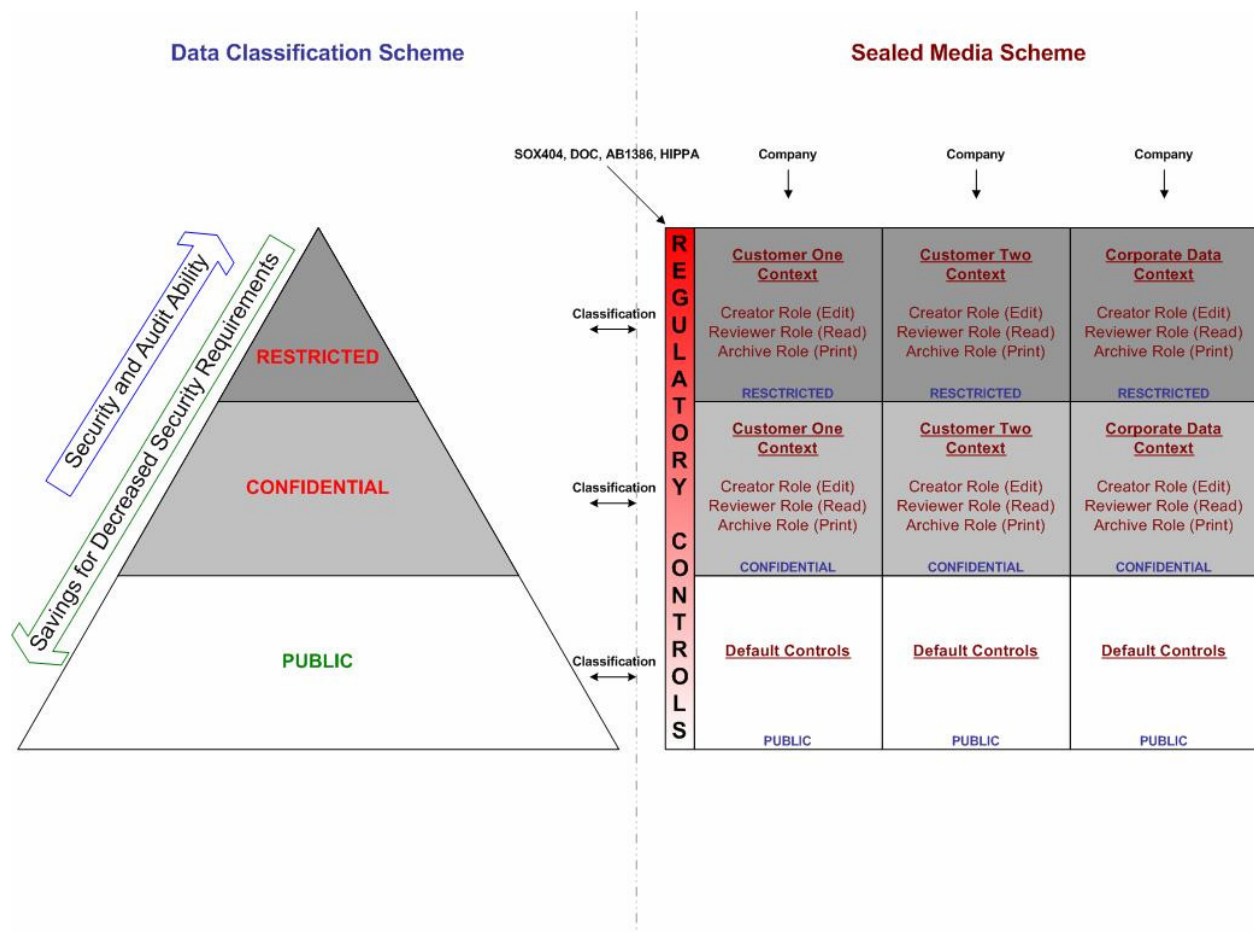 Data Classification Scheme
Sealed Media Scheme
SOX404, DOC, AB1386, HIPPA
Company
Company
Company
Security and Audit Ability
Savings for Decreased Security Requirements
RESTRICTED
CONFIDENTIAL
PUBLIC
Classification
Classification
Classification
REGULATORY CONTROLS
Customer One
Context
Creator Role (Edit)
Reviewer Role (Read)
Archive Role (Print)
RESCTRICTED
Customer Two
Context
Creator Role (Edit)
Reviewer Role (Read)
Archive Role (Print)
RESCTRICTED
Corporate Data
Context
Creator Role (Edit)
Reviewer Role (Read)
Archive Role (Print)
RESCTRICTED
Customer One
Context
Creator Role (Edit)
Reviewer Role (Read)
Archive Role (Print)
CONFIDENTIAL
Customer Two
Context
Creator Role (Edit)
Reviewer Role (Read)
Archive Role (Print)
CONFIDENTIAL
Corporate Data
Context
Creator Role (Edit)
Reviewer Role (Read)
Archive Role (Print)
CONFIDENTIAL
Default Controls
PUBLIC
Default Controls
PUBLIC
Default Controls
PUBLIC